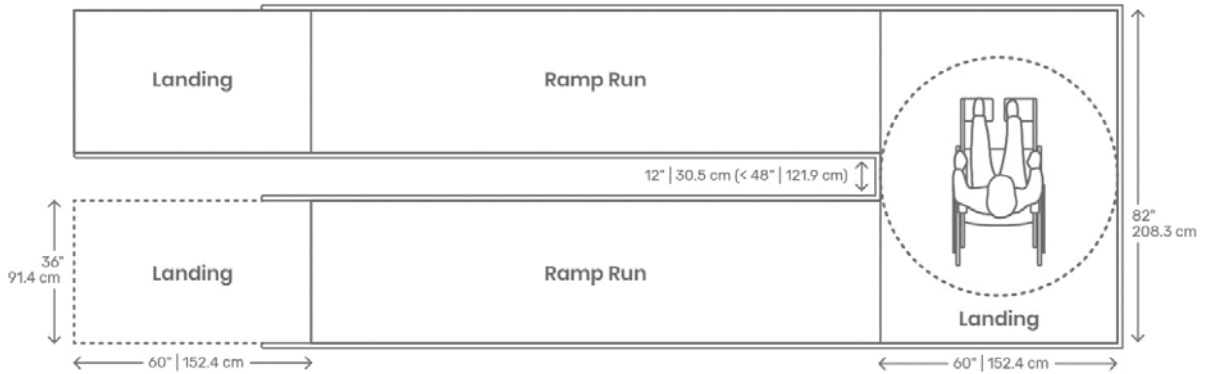 Landing
Ramp Run
12" | 30.5 cm (< 48" | 121.9 cm)
82"
208.3 cm
36"
91.4 cm
Landing
Ramp Run
Landing
60" | 152.4 cm
60" | 152.4 cm